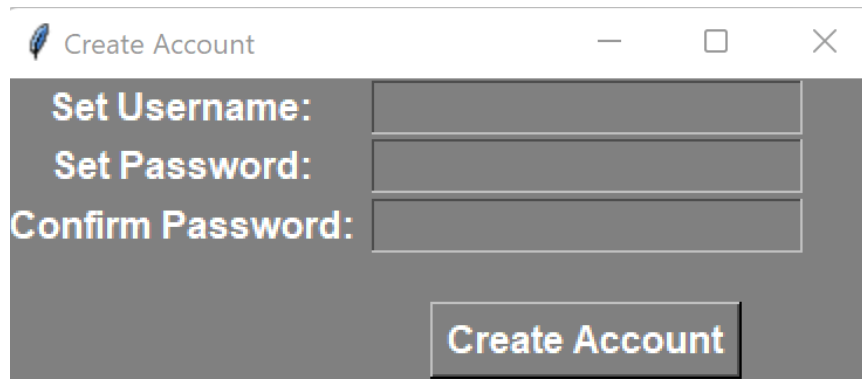 Create Account
Set Username:
Set Password:
Confirm Password:
Create Account